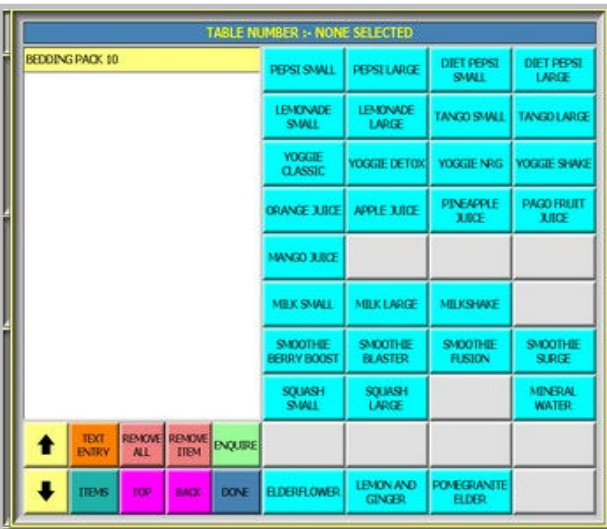 TABLE NUMBER :- NONE SELECTED
BEDDING PACK 10
PEPSI SMALL
PEPSI LARGE
DIET PEPSI
SMALL
DIET PEPSI
LARGE
LEMONADE
SMALL
LEMONADE
LARGE
TANGO SMALL
TANGO LARGE
YOGGIE
CLASSIC
YOGGIE DETOX
YOGGIE NRG
YOGGIE SHAKE
ORANGE JUICE
APPLE JUICE
PINEAPPLE
JUICE
PAGO FRUIT
JUICE
MANGO JUICE
MILK SMALL
MILK LARGE
MILKSHAKE
SMOOTHIE
BERRY BOOST
SMOOTHIE
BLASTER
SMOOTHIE
FUSION
SMOOTHIE
SURGE
SQUASH
SMALL
SQUASH
LARGE
MINERAL
WATER
TEXT
ENTRY
REMOVE
ALL
REMOVE
ITEM
ENQUIRE
ITEMS
TOP
BACK
DONE
ELDERFLOWER
LEMON AND
GINGER
POMEGRANITE
ELDER